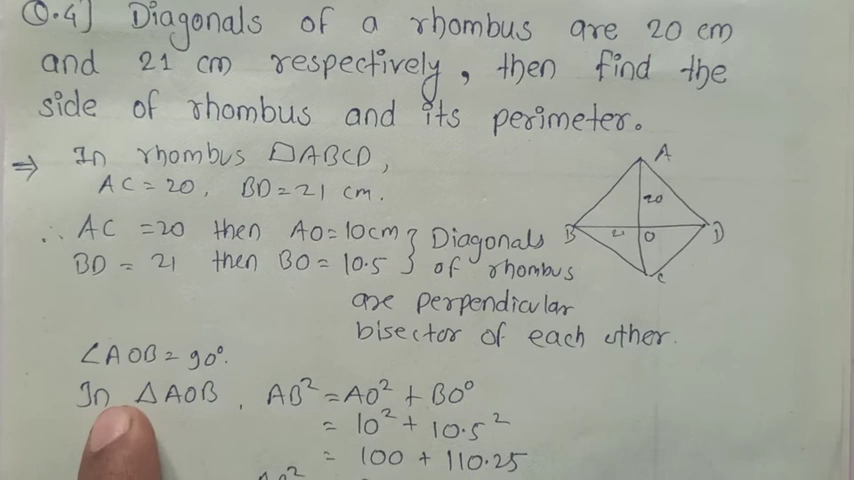 Q.4] Diagonals of a rhombus are 20 cm
and 21 cm respectively, then find the
side of rhombus and its perimeter.
⇒ In rhombus □ABCD,
AC = 20, BD = 21 cm.
∴ AC = 20 then AO = 10cm } Diagonals
BD = 21 then BO = 10.5 } of rhombus
are perpendicular
bisector of each other.
A
20
B 21 O D
C
∠AOB = 90°.
In △AOB, AB² = AO² + BO°
= 10² + 10.5²
= 100 + 110.25